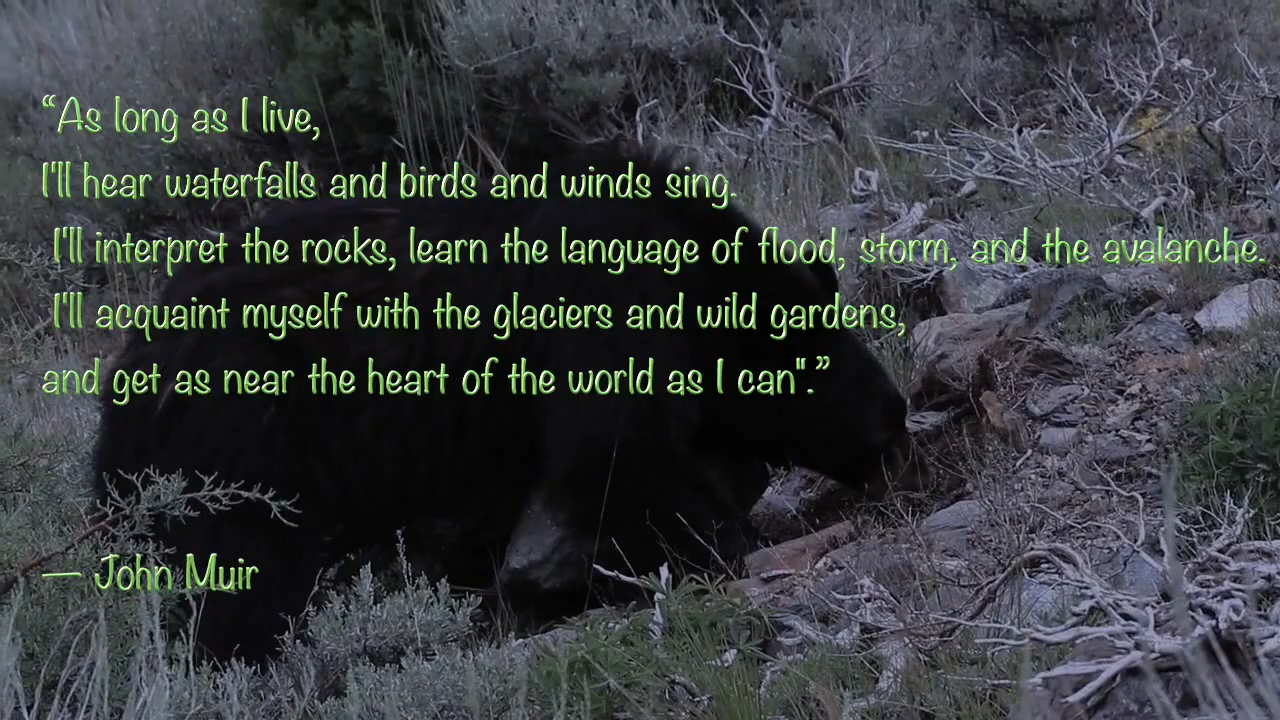 “As long as I live,
I'll hear waterfalls and birds and winds sing.
I'll interpret the rocks, learn the language of flood, storm, and the avalanche.
I'll acquaint myself with the glaciers and wild gardens,
and get as near the heart of the world as I can".”
— John Muir